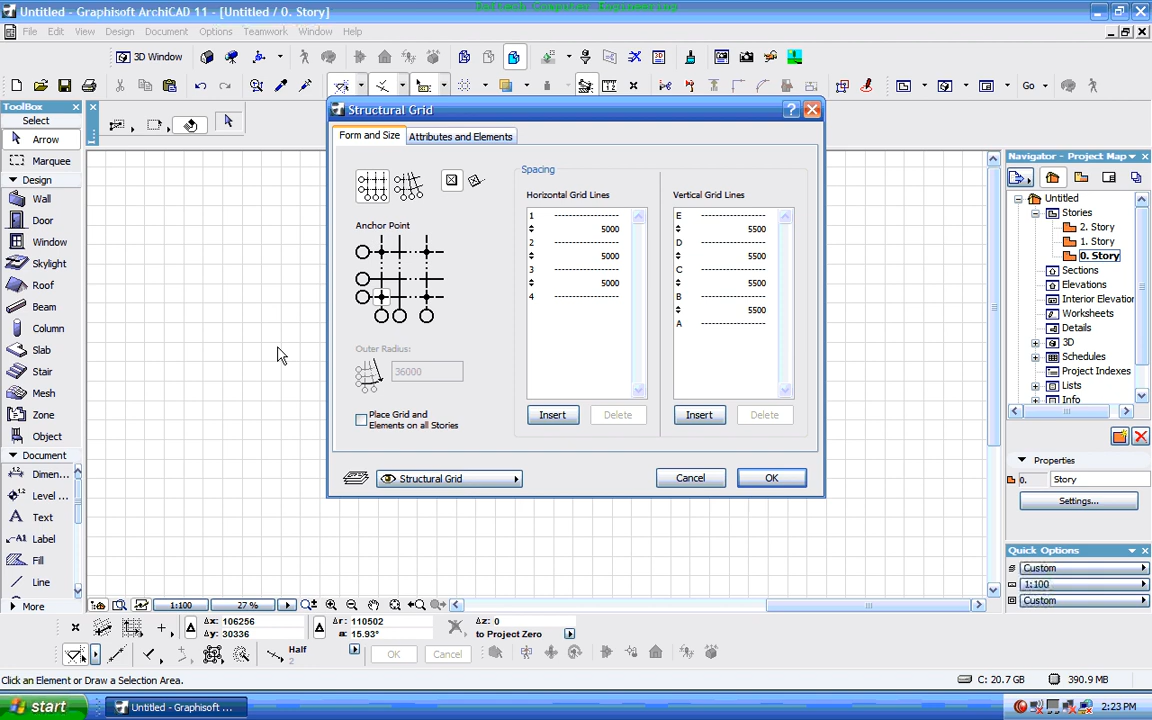 Untitled - Graphisoft ArchiCAD 11 - [Untitled / 0. Story]
File Edit View Design Document Options Teamwork Window Help
3D Window
Go
ToolBox
Select
Arrow
Marquee
Design
Wall
Door
Window
Skylight
Roof
Beam
Column
Slab
Stair
Mesh
Zone
Object
Document
Dimen...
Level ...
Text
Label
Fill
Line
More
Structural Grid
Form and Size
Attributes and Elements
Anchor Point
Outer Radius:
36000
Place Grid and
Elements on all Stories
Spacing
Horizontal Grid Lines
1 ------------------
5000
2 ------------------
5000
3 ------------------
5000
4 ------------------
Insert
Delete
Vertical Grid Lines
E ------------------
5500
D ------------------
5500
C ------------------
5500
B ------------------
5500
A ------------------
Insert
Delete
Structural Grid
Cancel
OK
Navigator - Project Map
Untitled
Stories
2. Story
1. Story
0. Story
Sections
Elevations
Interior Elevation
Worksheets
Details
3D
Schedules
Project Indexes
Lists
Info
Properties
0. Story
Settings...
Quick Options
Custom
1:100
Custom
1:100
27 %
Δx: 106256
Δy: 30336
Δr: 110502
a: 15.93°
Δz: 0
to Project Zero
Half
2
OK
Cancel
Click an Element or Draw a Selection Area.
C: 20.7 GB
390.9 MB
start
Untitled - Graphisoft ...
2:23 PM